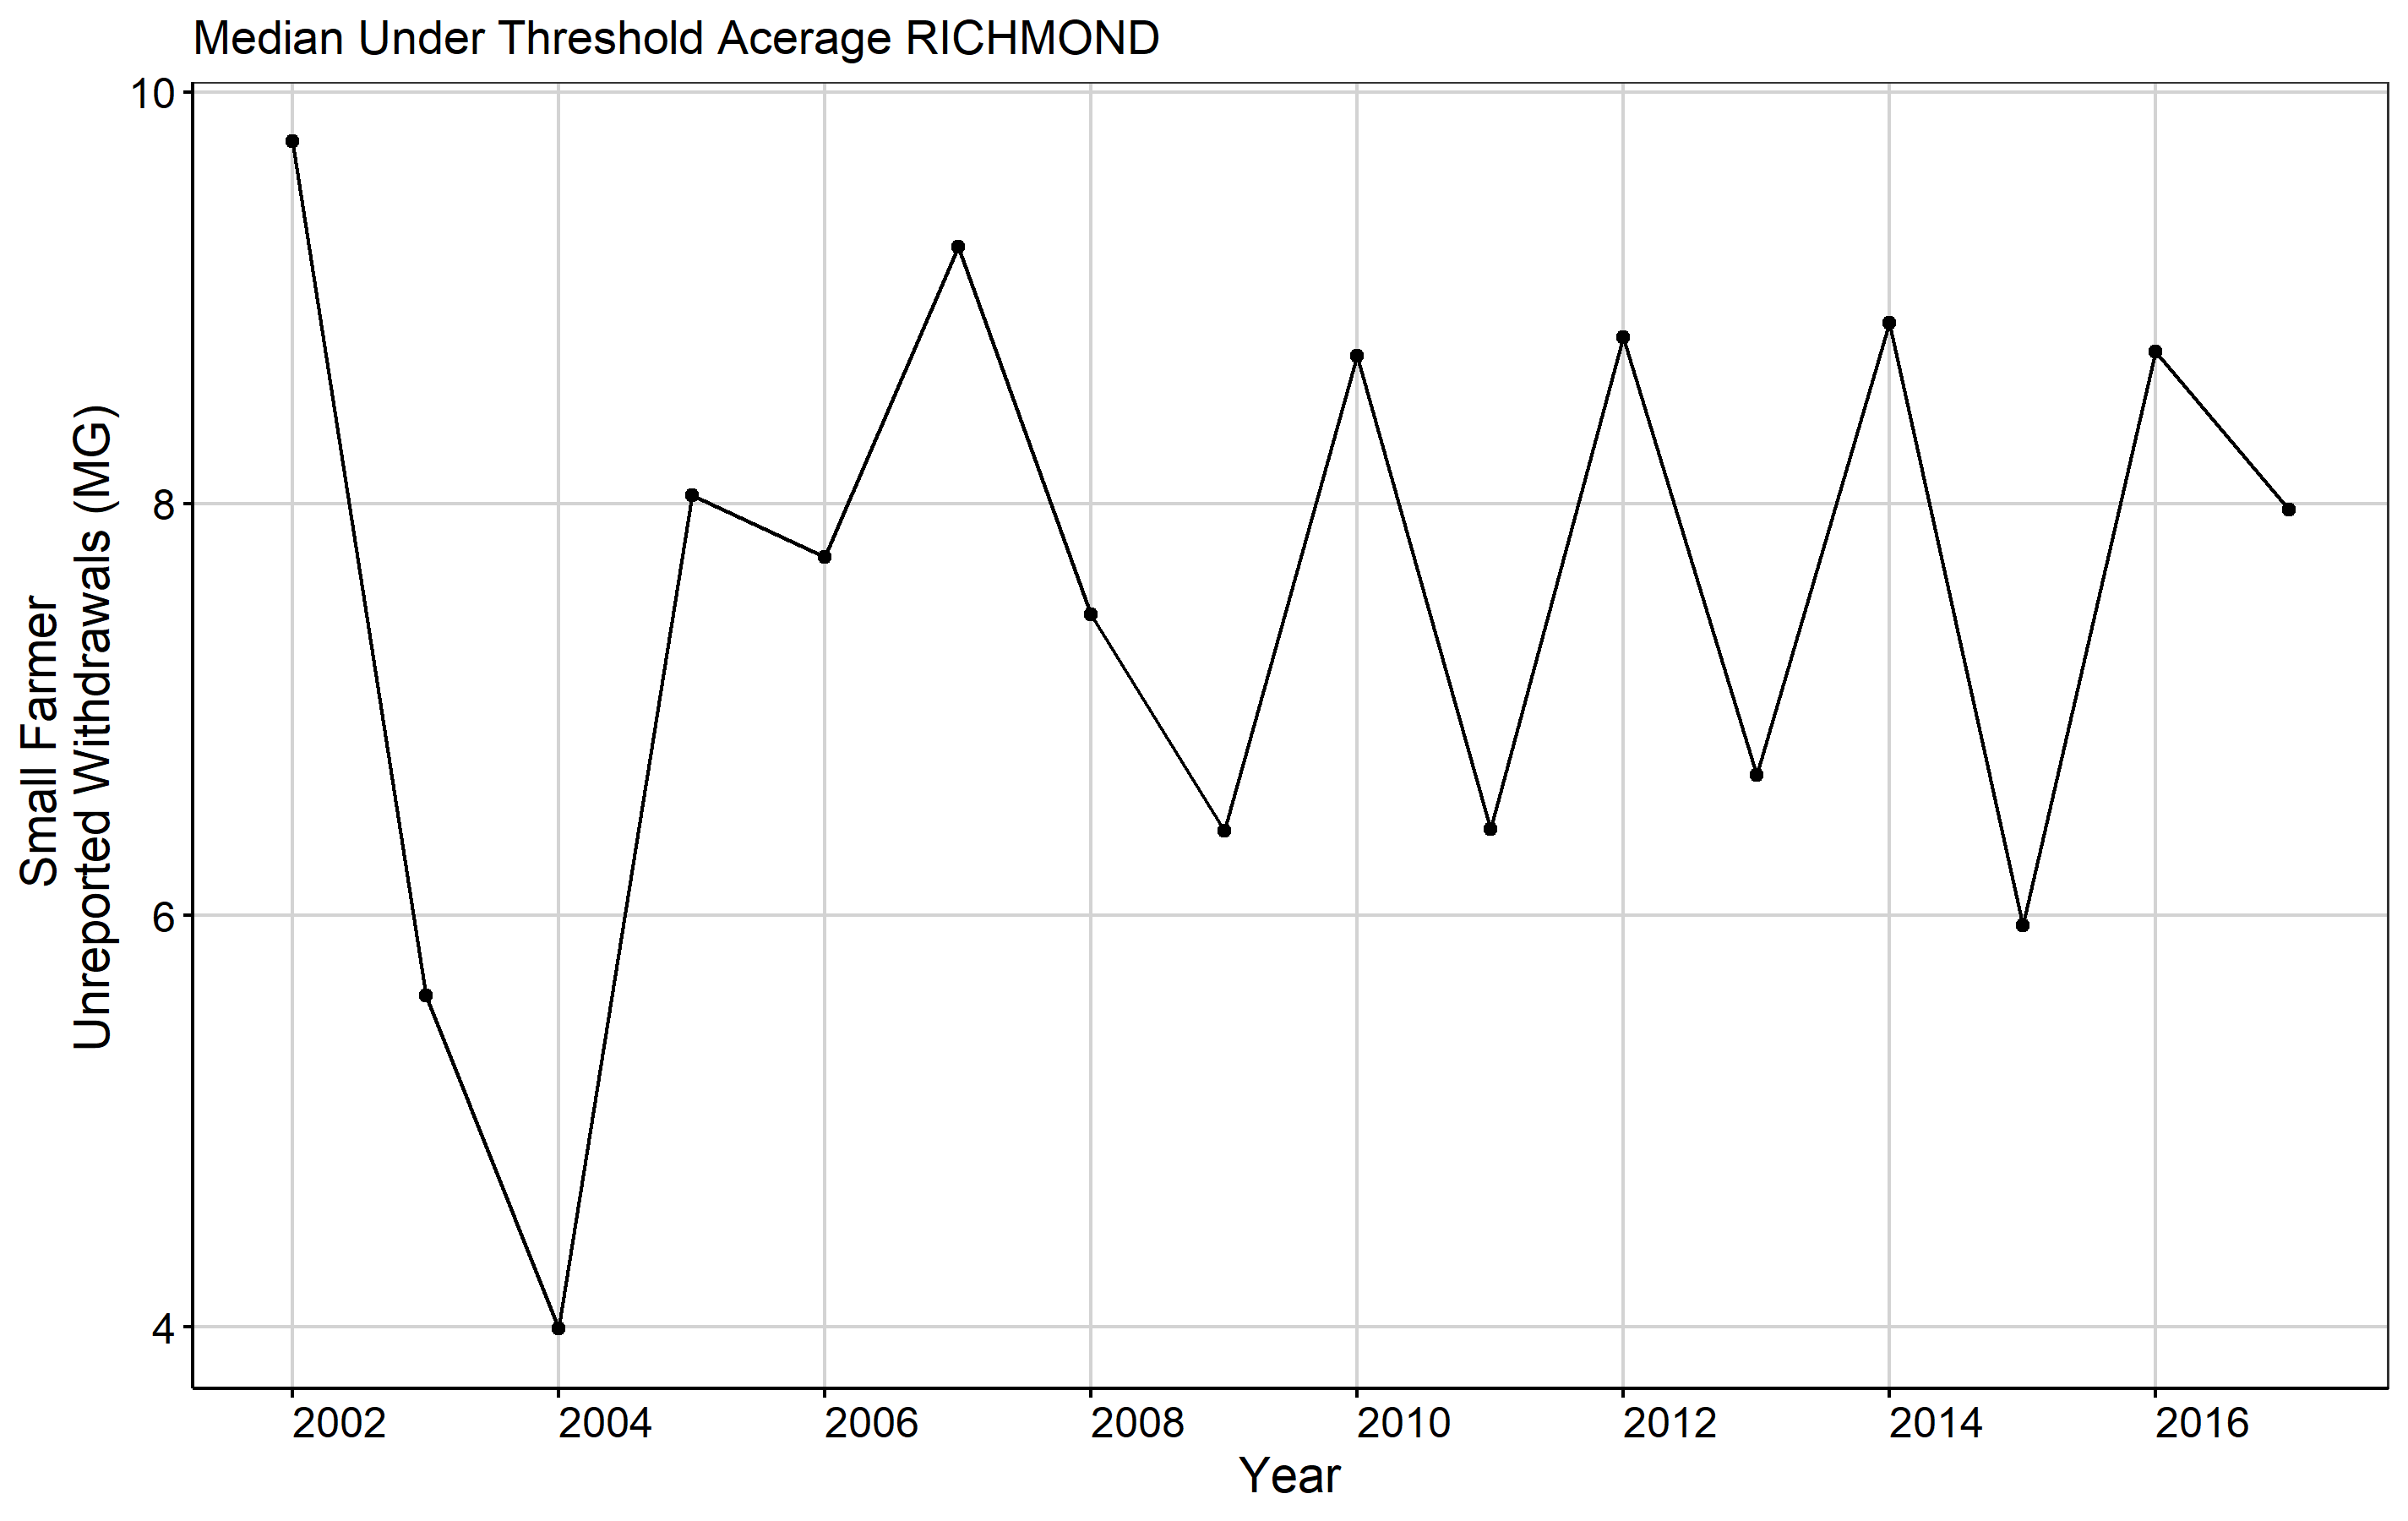 Median Under Threshold Acerage RICHMOND
10
8
6
4
Small Farmer
Unreported Withdrawals (MG)
2002 2004 2006 2008 2010 2012 2014 2016
Year